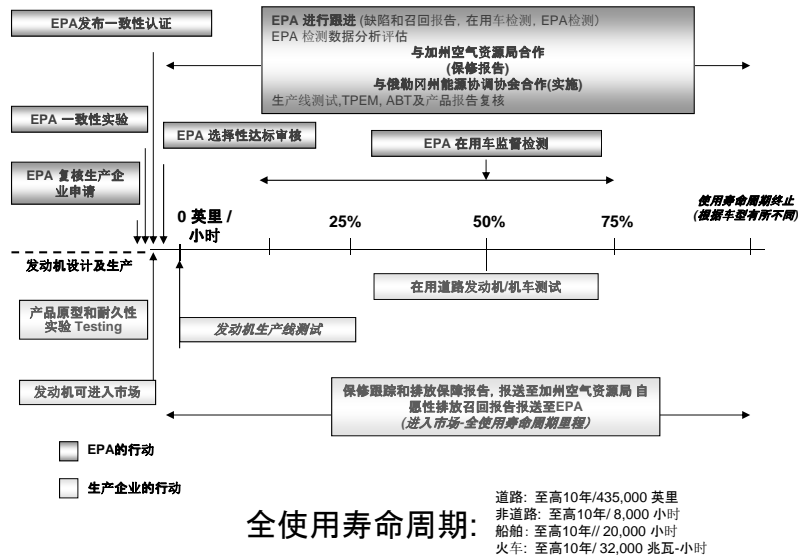 EPA发布一致性认证
EPA 进行跟进 (缺陷和召回报告, 在用车检测, EPA检测)
EPA 检测数据分析评估
与加州空气资源局合作
(保修报告)
与俄勒冈州能源协调协会合作(实施)
生产线测试,TPEM, ABT及产品报告复核
EPA 一致性实验
EPA 选择性达标审核
EPA 在用车监督检测
EPA 复核生产企
业申请
0 英里 /
小时
25%
50%
75%
使用寿命周期终止
(根据车型有所不同)
发动机设计及生产
在用道路发动机/机车测试
产品原型和耐久性
实验 Testing
发动机生产线测试
发动机可进入市场
保修跟踪和排放保障报告, 报送至加州空气资源局 自
愿性排放召回报告报送至EPA
(进入市场-全使用寿命周期里程)
EPA的行动
生产企业的行动
全使用寿命周期:
道路: 至高10年/435,000 英里
非道路: 至高10年/ 8,000 小时
船舶: 至高10年// 20,000 小时
火车: 至高10年/ 32,000 兆瓦-小时